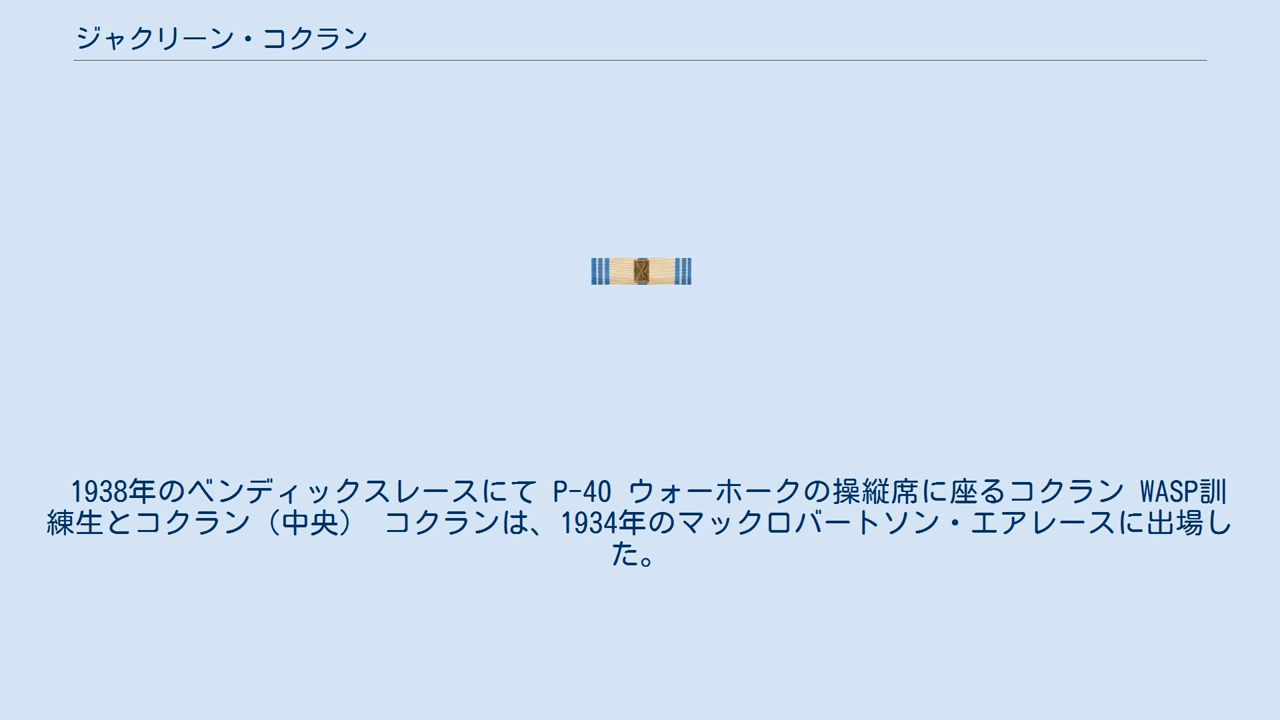 ジャクリーン・コクラン
1938年のベンディックスレースにて P-40 ウォーホークの操縦席に座るコクラン WASP訓
練生とコクラン（中央） コクランは、1934年のマックロバートソン・エアレースに出場し
た。